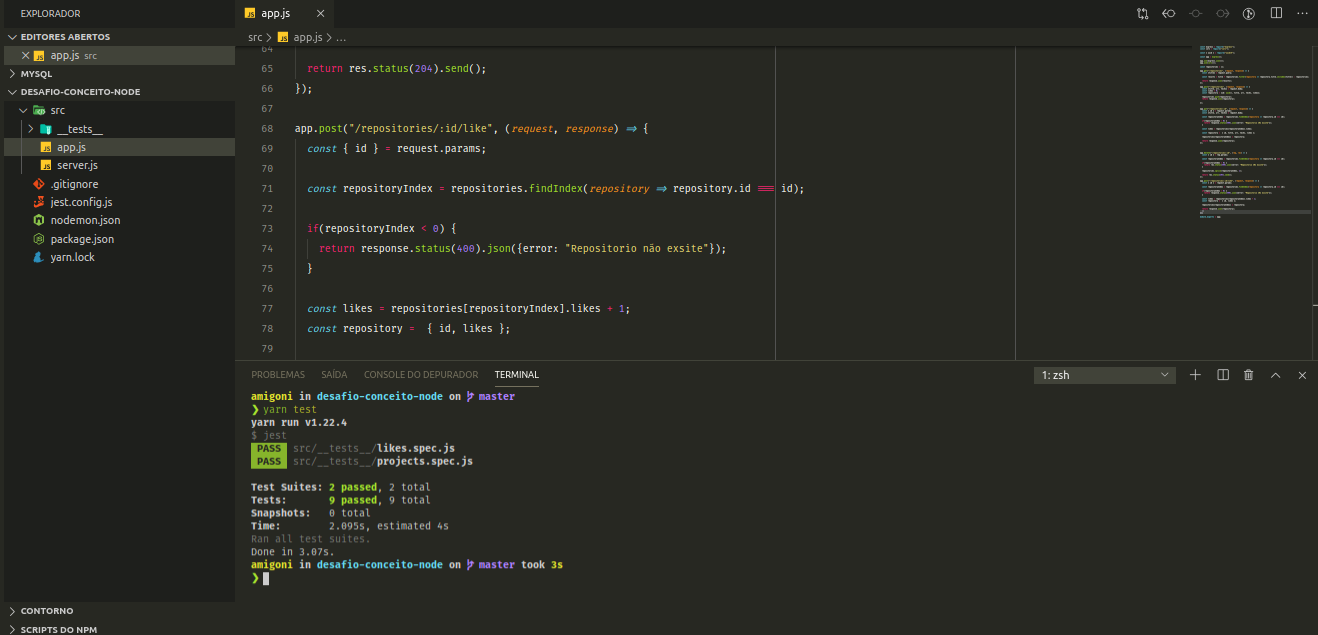 EXPLORADOR
EDITORES ABERTOS
app.js src
MYSQL
DESAFIO-CONCEITO-NODE
src
__tests__
app.js
server.js
.gitignore
jest.config.js
nodemon.json
package.json
yarn.lock
CONTORNO
SCRIPTS DO NPM
app.js
src > app.js > ...
64
65 return res.status(204).send();
66 });
67
68 app.post("/repositories/:id/like", (request, response) => {
69 const { id } = request.params;
70
71 const repositoryIndex = repositories.findIndex(repository => repository.id === id);
72
73 if(repositoryIndex < 0) {
74 return response.status(400).json({error: "Repositorio não exsite"});
75 }
76
77 const likes = repositories[repositoryIndex].likes + 1;
78 const repository = { id, likes };
79
PROBLEMAS SAÍDA CONSOLE DO DEPURADOR TERMINAL 1: zsh
amigoni in desafio-conceito-node on master
❯ yarn test
yarn run v1.22.4
$ jest
PASS src/__tests__/likes.spec.js
PASS src/__tests__/projects.spec.js
Test Suites: 2 passed, 2 total
Tests: 9 passed, 9 total
Snapshots: 0 total
Time: 2.095s, estimated 4s
Ran all test suites.
Done in 3.07s.
amigoni in desafio-conceito-node on master took 3s
❯